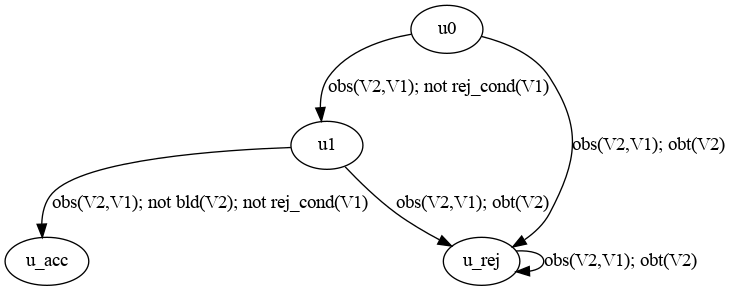 u0
obs(V2,V1); not rej_cond(V1)
obs(V2,V1); obt(V2)
u1
obs(V2,V1); not bld(V2); not rej_cond(V1)
obs(V2,V1); obt(V2)
u_acc
u_rej
obs(V2,V1); obt(V2)